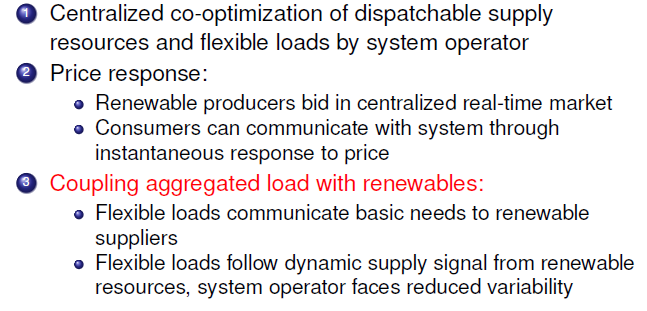 1 Centralized co-optimization of dispatchable supply
resources and flexible loads by system operator
2 Price response:
Renewable producers bid in centralized real-time market
Consumers can communicate with system through
instantaneous response to price
3 Coupling aggregated load with renewables:
Flexible loads communicate basic needs to renewable
suppliers
Flexible loads follow dynamic supply signal from renewable
resources, system operator faces reduced variability